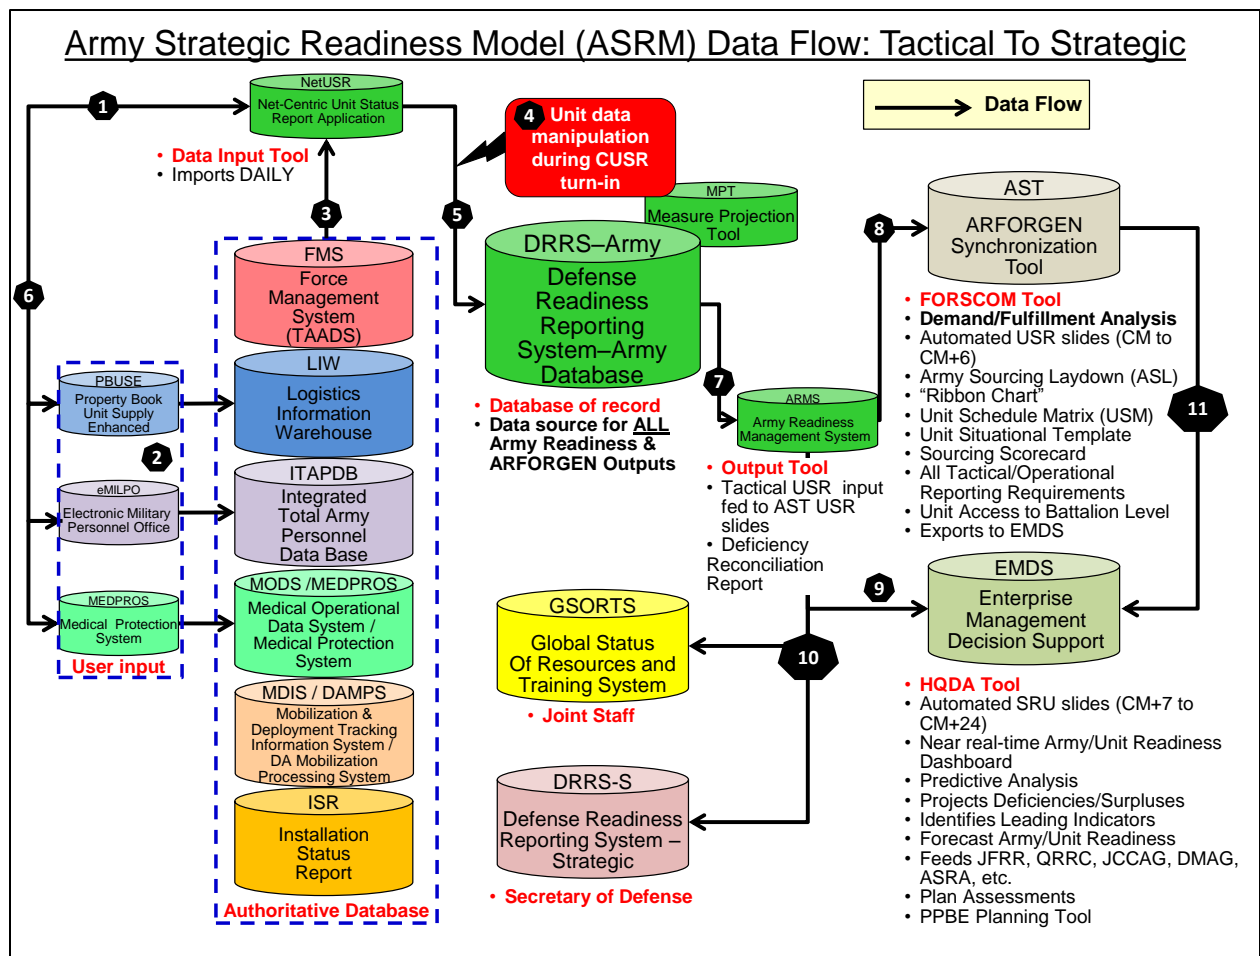 Army Strategic Readiness Model (ASRM) Data Flow: Tactical To Strategic
1
NetUSR
Net-Centric Unit Status
Report Application
• Data Input Tool
• Imports DAILY
4
Unit data
manipulation
during CUSR
turn-in
Data Flow
3
5
6
MPT
Measure Projection
Tool
8
AST
ARFORGEN
Synchronization
Tool
FMS
Force
Management
System
(TAADS)
DRRS–Army
Defense
Readiness
Reporting
System–Army
Database
• Database of record
• Data source for ALL
Army Readiness &
ARFORGEN Outputs
7
ARMS
Army Readiness
Management System
• Output Tool
• Tactical USR input
fed to AST USR
slides
• Deficiency
Reconciliation
Report
• FORSCOM Tool
• Demand/Fulfillment Analysis
• Automated USR slides (CM to
CM+6)
• Army Sourcing Laydown (ASL)
• “Ribbon Chart”
• Unit Schedule Matrix (USM)
• Unit Situational Template
• Sourcing Scorecard
• All Tactical/Operational
Reporting Requirements
• Unit Access to Battalion Level
• Exports to EMDS
11
PBUSE
Property Book
Unit Supply
Enhanced
2
eMILPO
Electronic Military
Personnel Office
MEDPROS
Medical Protection
System
User input
LIW
Logistics
Information
Warehouse
ITAPDB
Integrated
Total Army
Personnel
Data Base
MODS /MEDPROS
Medical Operational
Data System /
Medical Protection
System
MDIS / DAMPS
Mobilization &
Deployment Tracking
Information System /
DA Mobilization
Processing System
ISR
Installation
Status
Report
Authoritative Database
9
10
GSORTS
Global Status
Of Resources and
Training System
• Joint Staff
DRRS-S
Defense Readiness
Reporting System –
Strategic
• Secretary of Defense
EMDS
Enterprise
Management
Decision Support
• HQDA Tool
• Automated SRU slides (CM+7 to
CM+24)
• Near real-time Army/Unit Readiness
Dashboard
• Predictive Analysis
• Projects Deficiencies/Surpluses
• Identifies Leading Indicators
• Forecast Army/Unit Readiness
• Feeds JFRR, QRRC, JCCAG, DMAG,
ASRA, etc.
• Plan Assessments
• PPBE Planning Tool